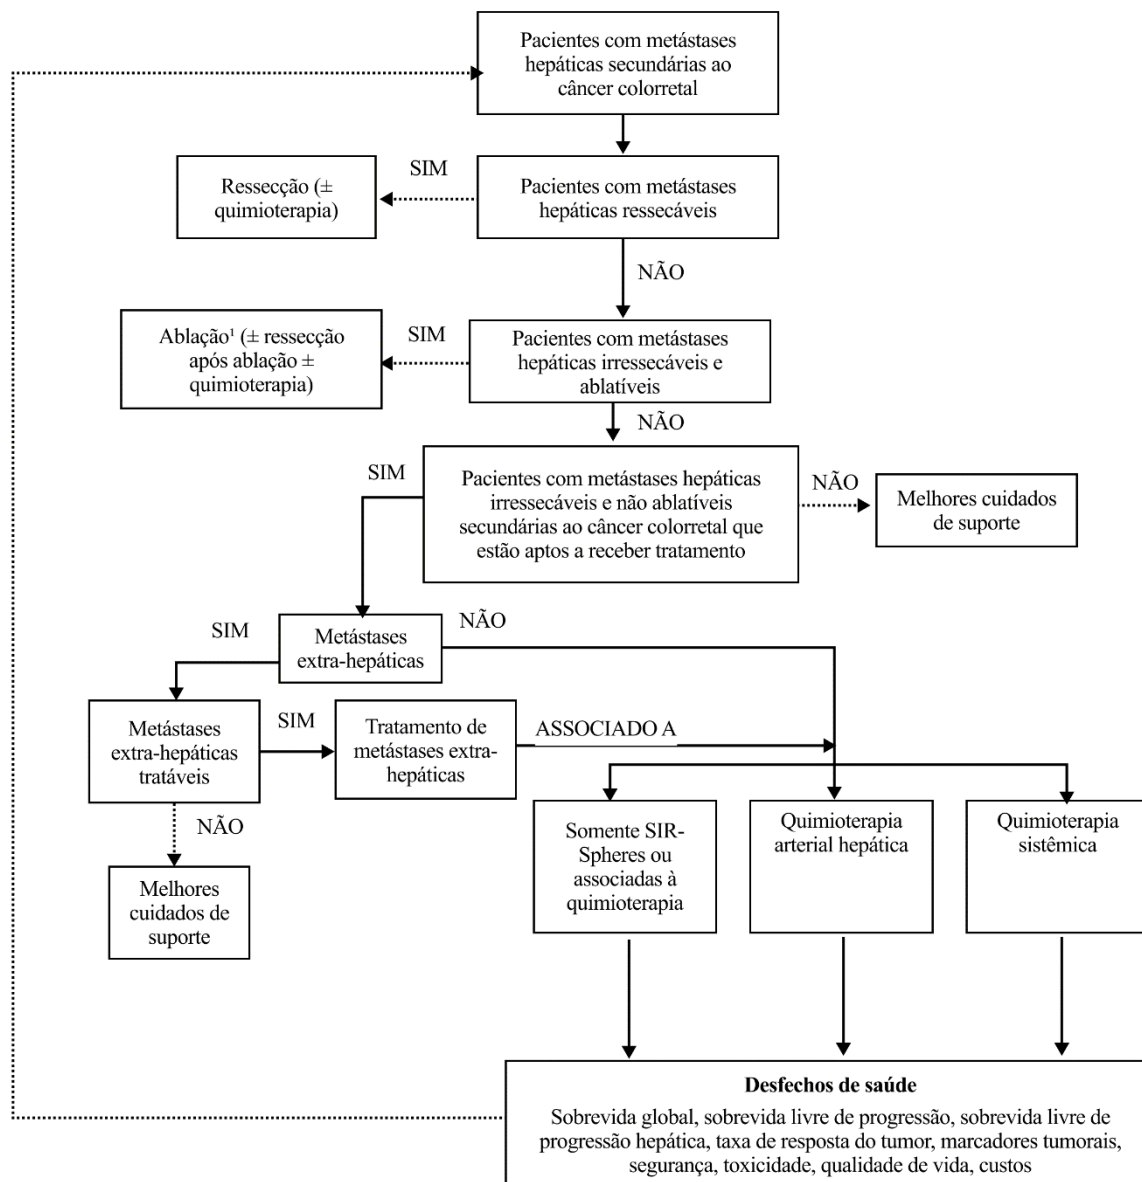 Pacientes com metástases
hepáticas secundárias ao
câncer colorretal
SIM
Ressecção (±
quimioterapia)
Pacientes com metástases
hepáticas ressecáveis
NÃO
SIM
Ablação¹ (± ressecção
após ablação ±
quimioterapia)
Pacientes com metástases
hepáticas irressecáveis e
ablatíveis
NÃO
SIM
Pacientes com metástases hepáticas
irressecáveis e não ablatíveis
secundárias ao câncer colorretal que
estão aptos a receber tratamento
NÃO
Melhores cuidados
de suporte
SIM
Metástases
extra-hepáticas
NÃO
Metástases
extra-hepáticas
tratáveis
SIM
Tratamento de
metástases extra-
hepáticas
ASSOCIADO A
NÃO
Melhores
cuidados de
suporte
Somente SIR-
Spheres ou
associadas à
quimioterapia
Quimioterapia
arterial hepática
Quimioterapia
sistêmica
Desfechos de saúde
Sobrevida global, sobrevida livre de progressão, sobrevida livre de
progressão hepática, taxa de resposta do tumor, marcadores tumorais,
segurança, toxicidade, qualidade de vida, custos